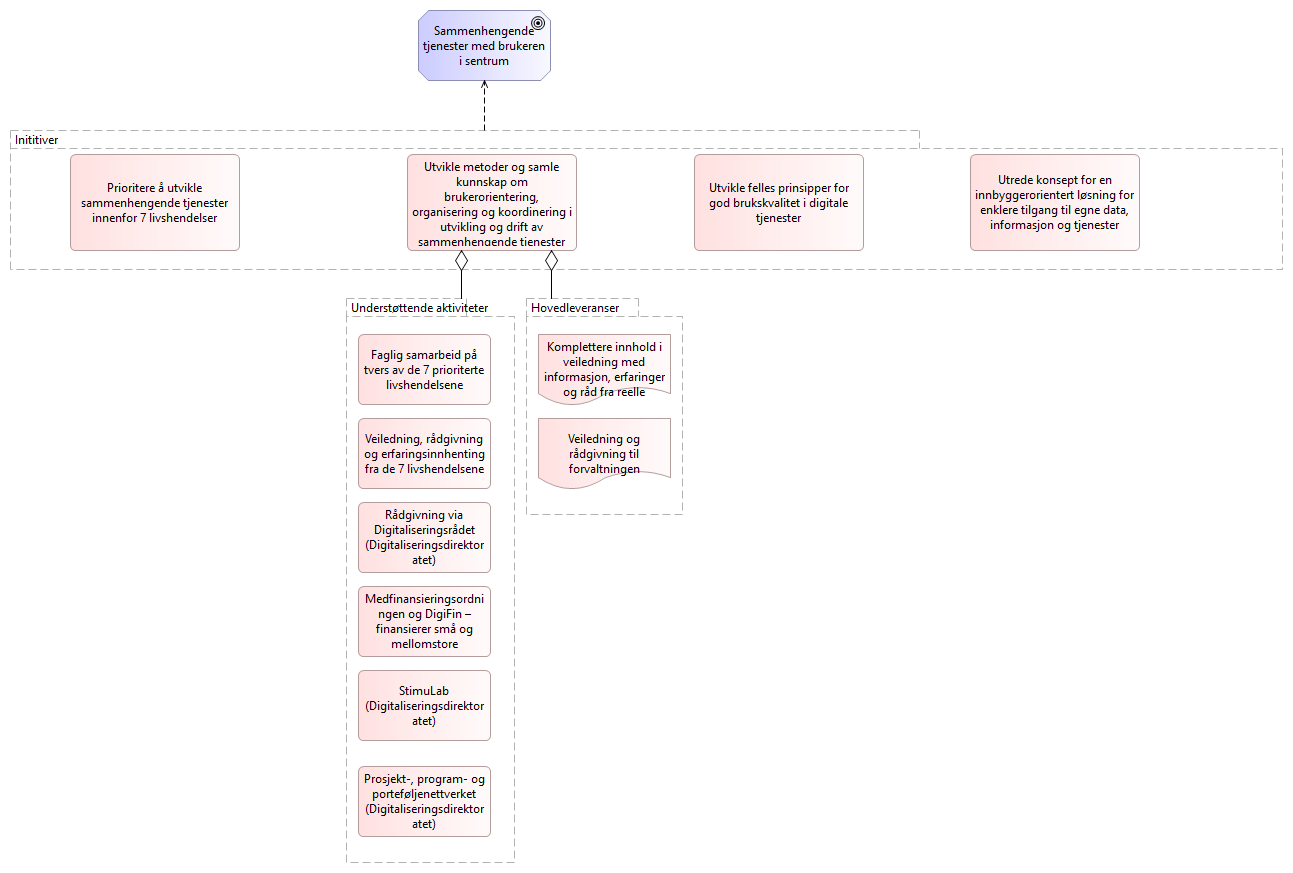 Sammenhengende
tjenester med brukeren
i sentrum
Inititiver
Prioritere å utvikle
sammenhengende tjenester
innenfor 7 livshendelser
Utvikle metoder og samle
kunnskap om
brukerorientering,
organisering og koordinering i
utvikling og drift av
sammenhengende tjenester
Utvikle felles prinsipper for
god brukskvalitet i digitale
tjenester
Utrede konsept for en
innbyggerorientert løsning for
enklere tilgang til egne data,
informasjon og tjenester
Understøttende aktiviteter
Faglig samarbeid på
tvers av de 7 prioriterte
livshendelsene
Veiledning, rådgivning
og erfaringsinnhenting
fra de 7 livshendelsene
Rådgivning via
Digitaliseringsrådet
(Digitaliseringsdirektor
atet)
Medfinansieringsordni
ngen og DigiFin –
finansierer små og
mellomstore
StimuLab
(Digitaliseringsdirektor
atet)
Prosjekt-, program- og
porteføljenettverket
(Digitaliseringsdirektor
atet)
Hovedleveranser
Komplettere innhold i
veiledning med
informasjon, erfaringer
og råd fra reelle
Veiledning og
rådgivning til
forvaltningen